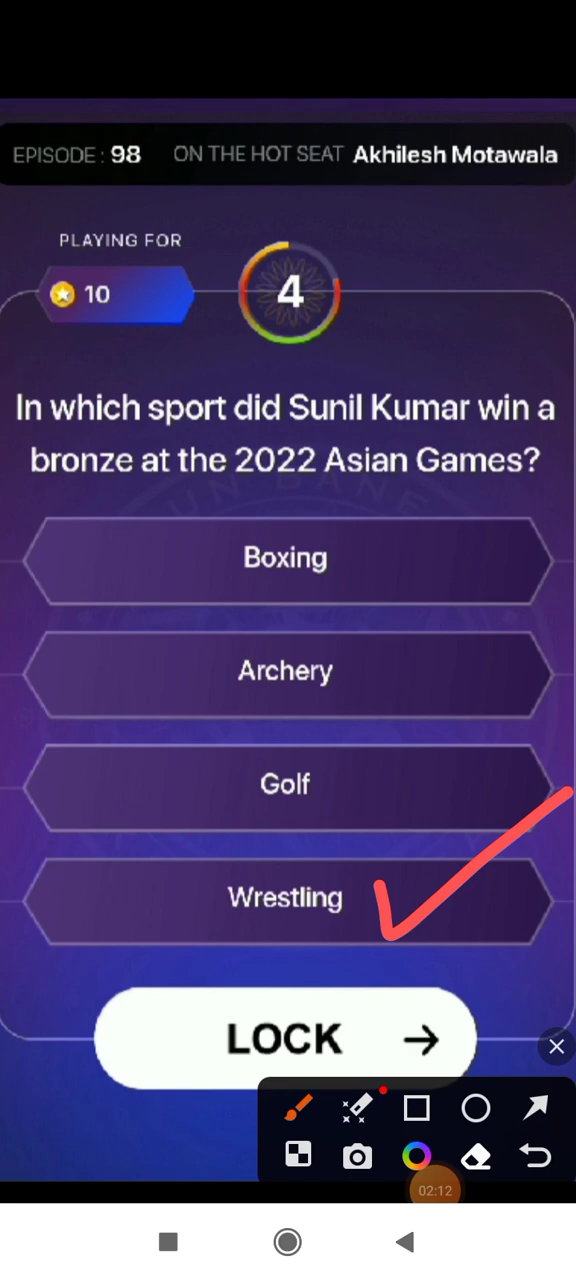 EPISODE : 98 ON THE HOT SEAT Akhilesh Motawala
PLAYING FOR
10
4
In which sport did Sunil Kumar win a
bronze at the 2022 Asian Games?
Boxing
Archery
Golf
Wrestling
LOCK
02:12